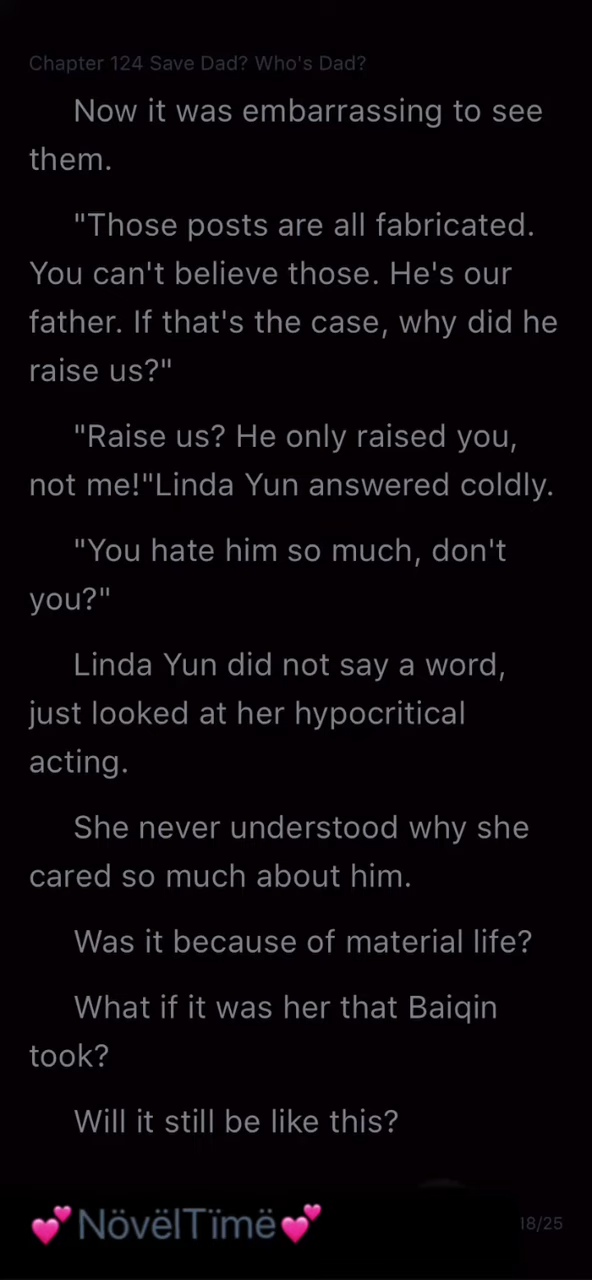 Chapter 124 Save Dad? Who's Dad?
Now it was embarrassing to see
them.
"Those posts are all fabricated.
You can't believe those. He's our
father. If that's the case, why did he
raise us?"
"Raise us? He only raised you,
not me!"Linda Yun answered coldly.
"You hate him so much, don't
you?"
Linda Yun did not say a word,
just looked at her hypocritical
acting.
She never understood why she
cared so much about him.
Was it because of material life?
What if it was her that Baiqin
took?
Will it still be like this?
💕NövëlTïmë💕
18/25